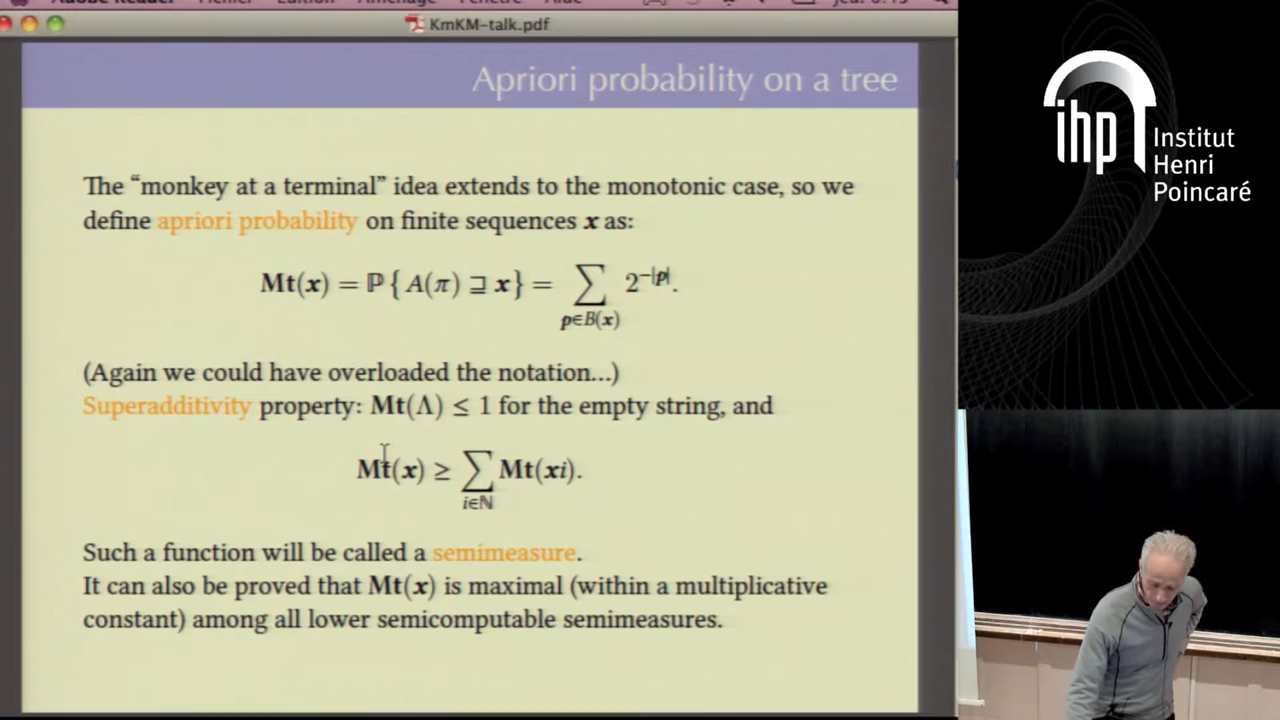 KmKM-talk.pdf
Apriori probability on a tree
The “monkey at a terminal” idea extends to the monotonic case, so we
define apriori probability on finite sequences x as:
Mt(x) = ℙ{ A(π) ⊒ x} = ∑ 2^{−|p|}.
p∈B(x)
(Again we could have overloaded the notation...)
Superadditivity property: Mt(Λ) ≤ 1 for the empty string, and
Mt(x) ≥ ∑ Mt(xi).
i∈ℕ
Such a function will be called a semimeasure.
It can also be proved that Mt(x) is maximal (within a multiplicative
constant) among all lower semicomputable semimeasures.
ihp
Institut
Henri
Poincaré